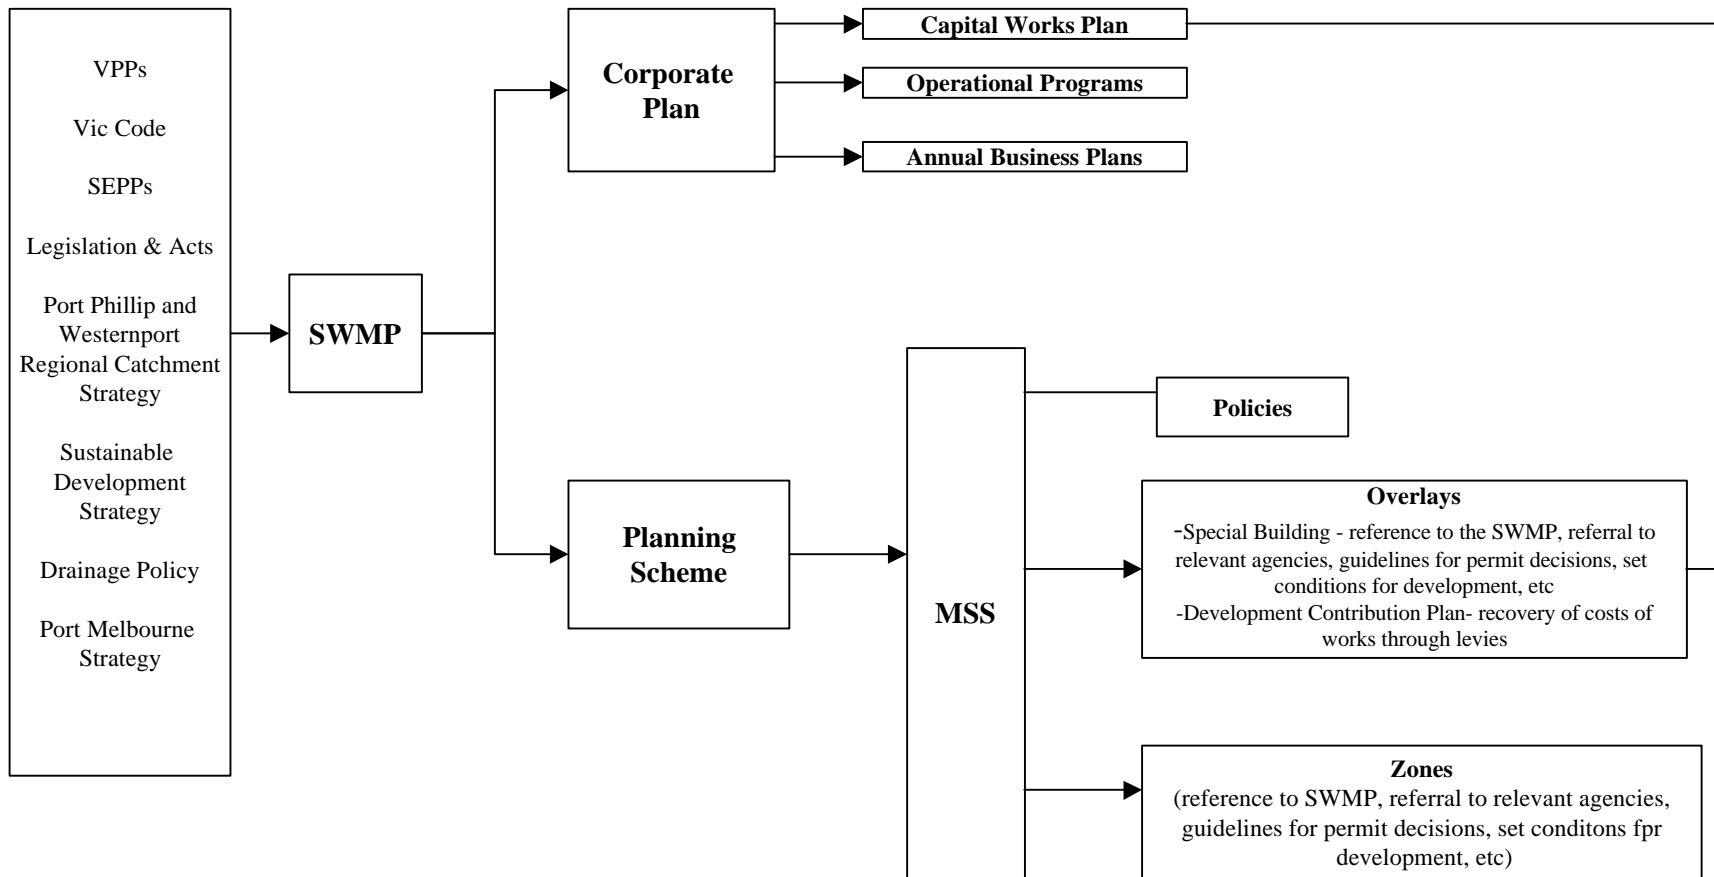 VPPs
Vic Code
SEPPs
Legislation & Acts
Port Phillip and
Westernport
Regional Catchment
Strategy
Sustainable
Development
Strategy
Drainage Policy
Port Melbourne
Strategy
SWMP
Corporate
Plan
Capital Works Plan
Operational Programs
Annual Business Plans
Planning
Scheme
MSS
Policies
Overlays
-Special Building - reference to the SWMP, referral to
relevant agencies, guidelines for permit decisions, set
conditions for development, etc
-Development Contribution Plan- recovery of costs of
works through levies
Zones
(reference to SWMP, referral to relevant agencies,
guidelines for permit decisions, set conditons fpr
development, etc)